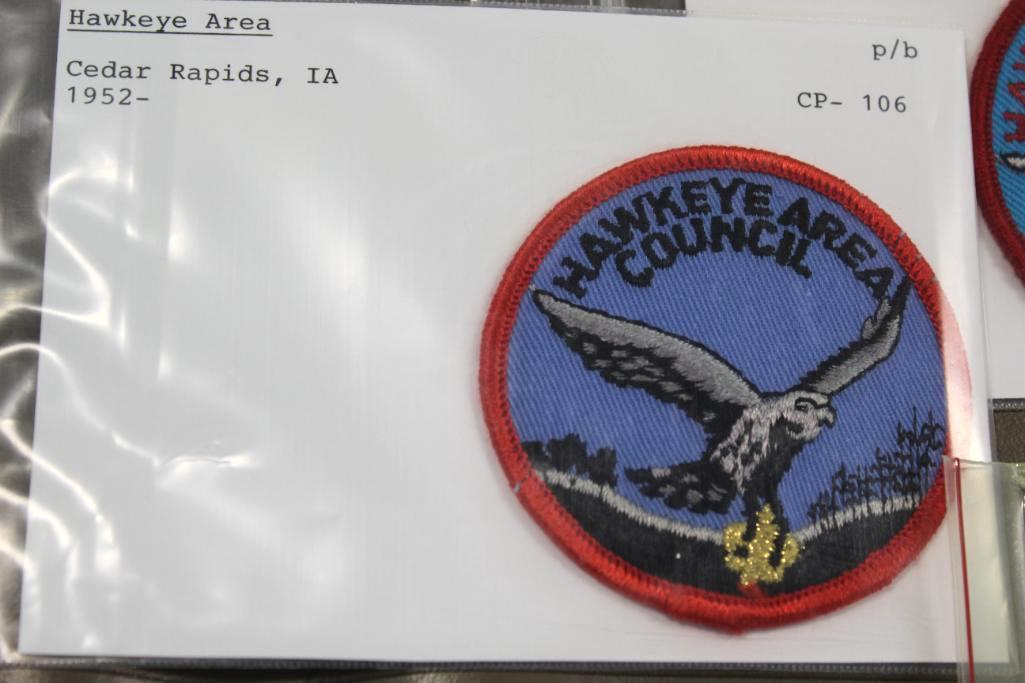 Hawkeye Area
p/b
Cedar Rapids, IA
1952-
CP- 106
HAWKEYE AREA
COUNCIL